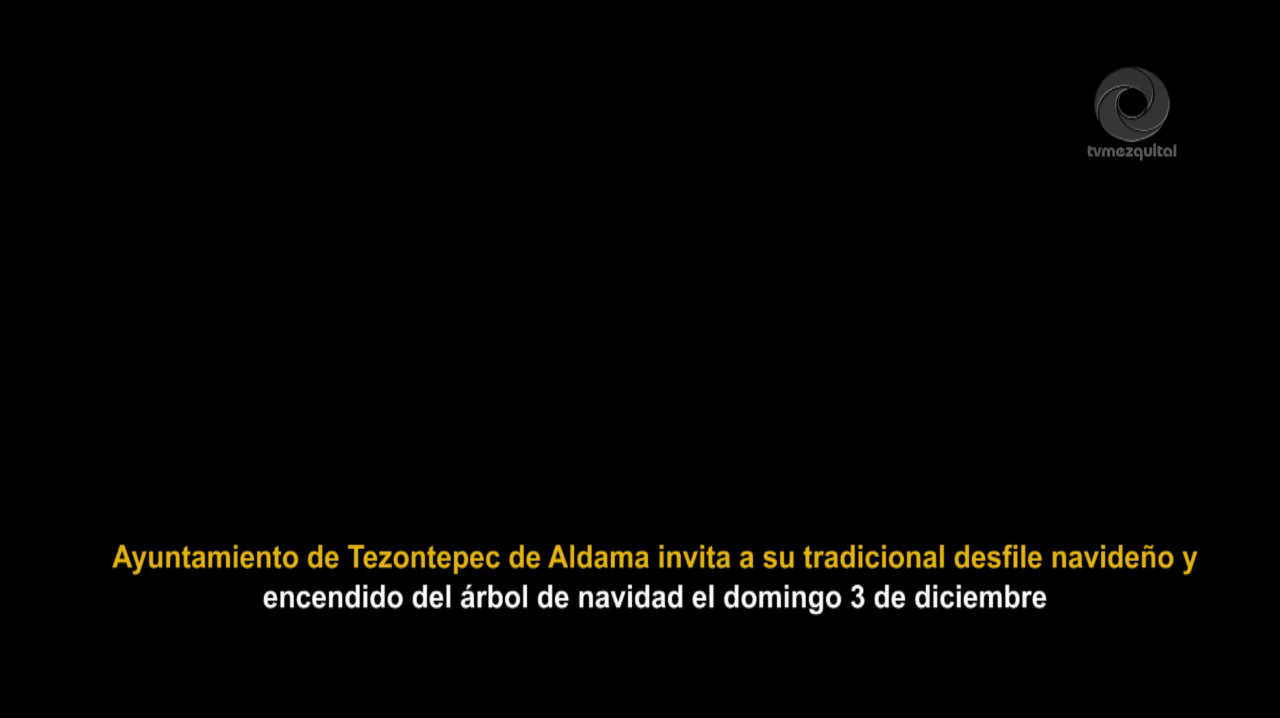 tvmezquital
Ayuntamiento de Tezontepec de Aldama invita a su tradicional desfile navideño y
encendido del árbol de navidad el domingo 3 de diciembre